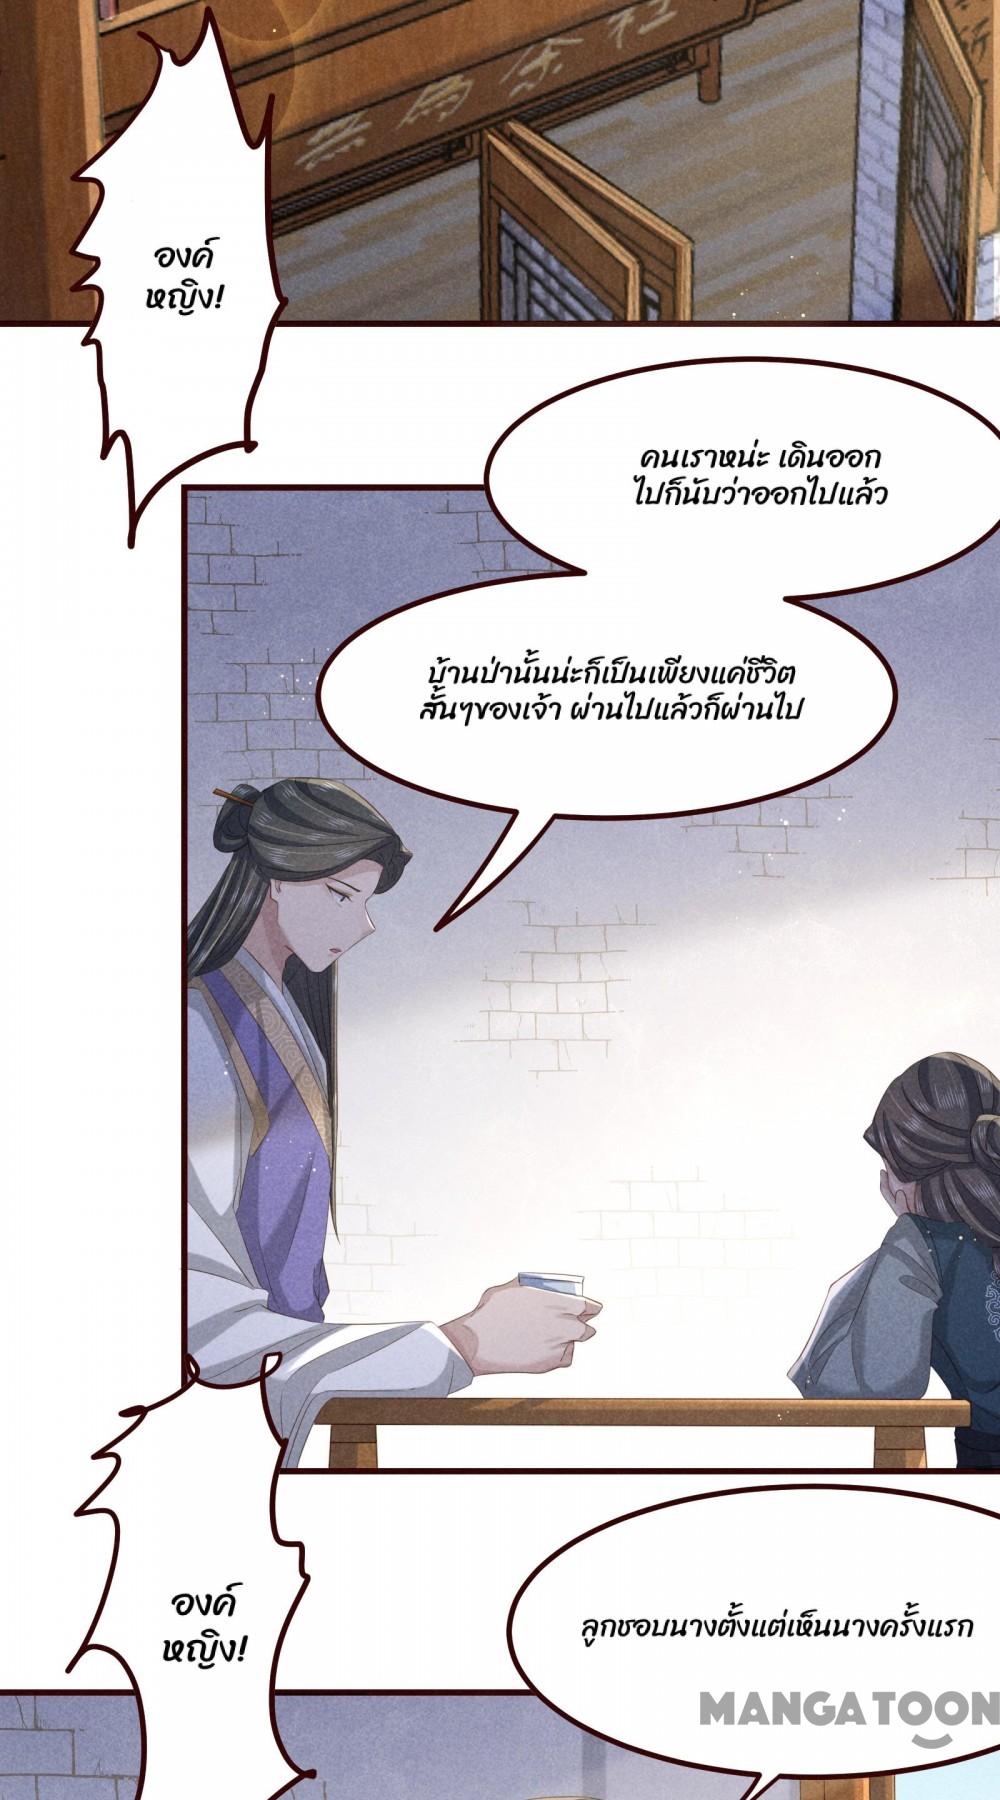 無為余社
องค์
หญิง!
คนเราหน่ะ เดินออก
ไปก็นับว่าออกไปแล้ว
บ้านป่านั้นน่ะก็เป็นเพียงแค่ชีวิต
สั้นๆของเจ้า ผ่านไปแล้วก็ผ่านไป
องค์
หญิง!
ลูกชอบนางตั้งแต่เห็นนางครั้งแรก
MANGATOON